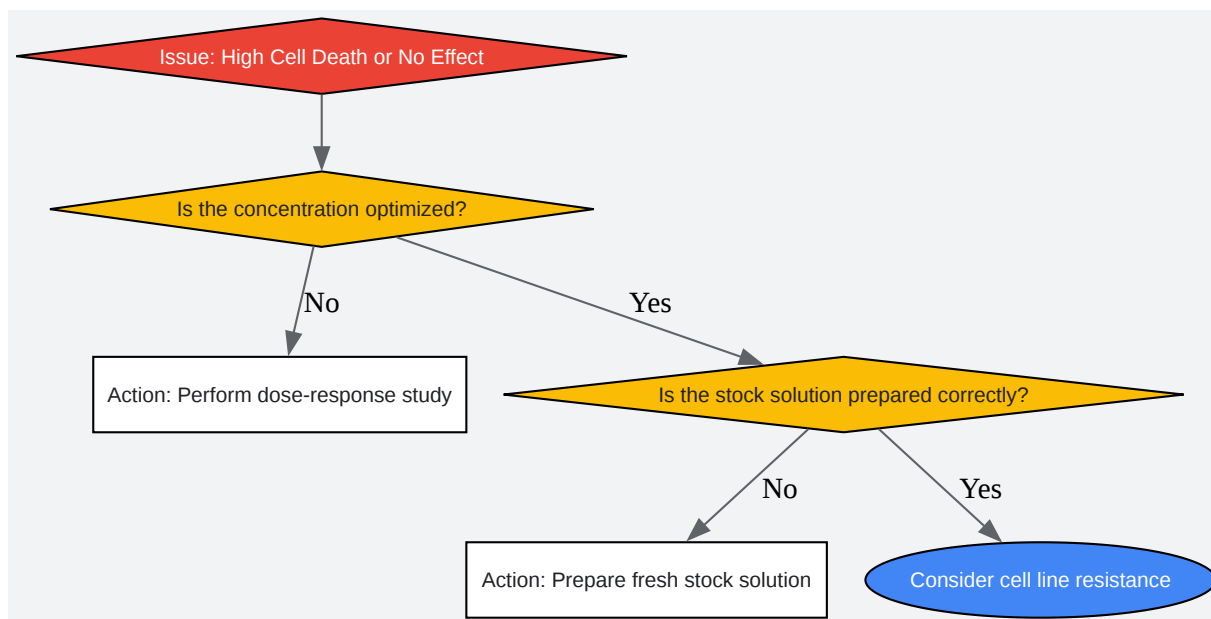 Issue: High Cell Death or No Effect
Is the concentration optimized?
No
Yes
Action: Perform dose-response study
Is the stock solution prepared correctly?
No
Yes
Action: Prepare fresh stock solution
Consider cell line resistance